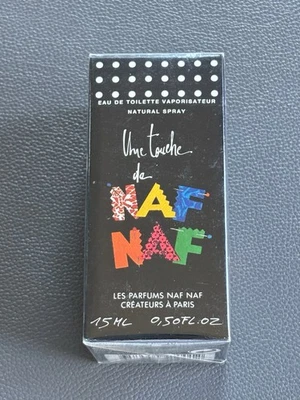 EAU DE TOILETTE VAPORISATEUR
NATURAL SPRAY
Une touche
de
NAF
NAF
LES PARFUMS NAF NAF
CRÉATEURS À PARIS
15 ML 0,50 FL.OZ